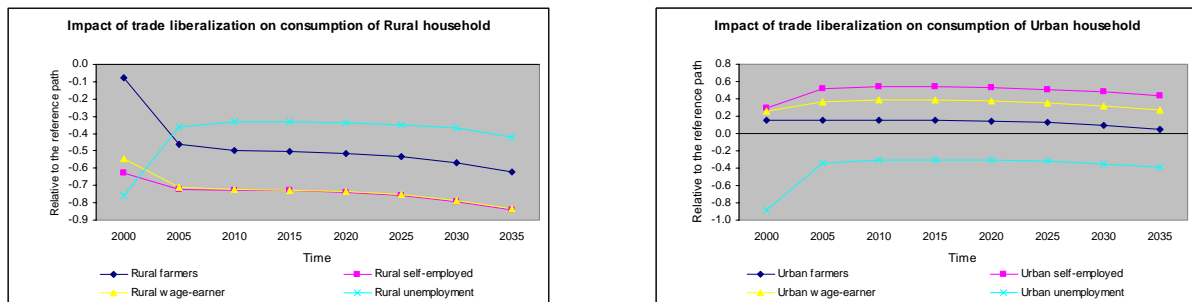 Impact of trade liberalization on consumption of Rural household
Relative to the reference path
0.0
-0.1
-0.2
-0.3
-0.4
-0.5
-0.6
-0.7
-0.8
-0.9
2000 2005 2010 2015 2020 2025 2030 2035
Time
Rural farmers Rural self-employed
Rural wage-earner Rural unemployment
Impact of trade liberalization on consumption of Urban household
Relative to the reference path
0.8
0.6
0.4
0.2
0.0
-0.2
-0.4
-0.6
-0.8
-1.0
2000 2005 2010 2015 2020 2025 2030 2035
Time
Urban farmers Urban self-employed
Urban wage-earner Urban unemployment